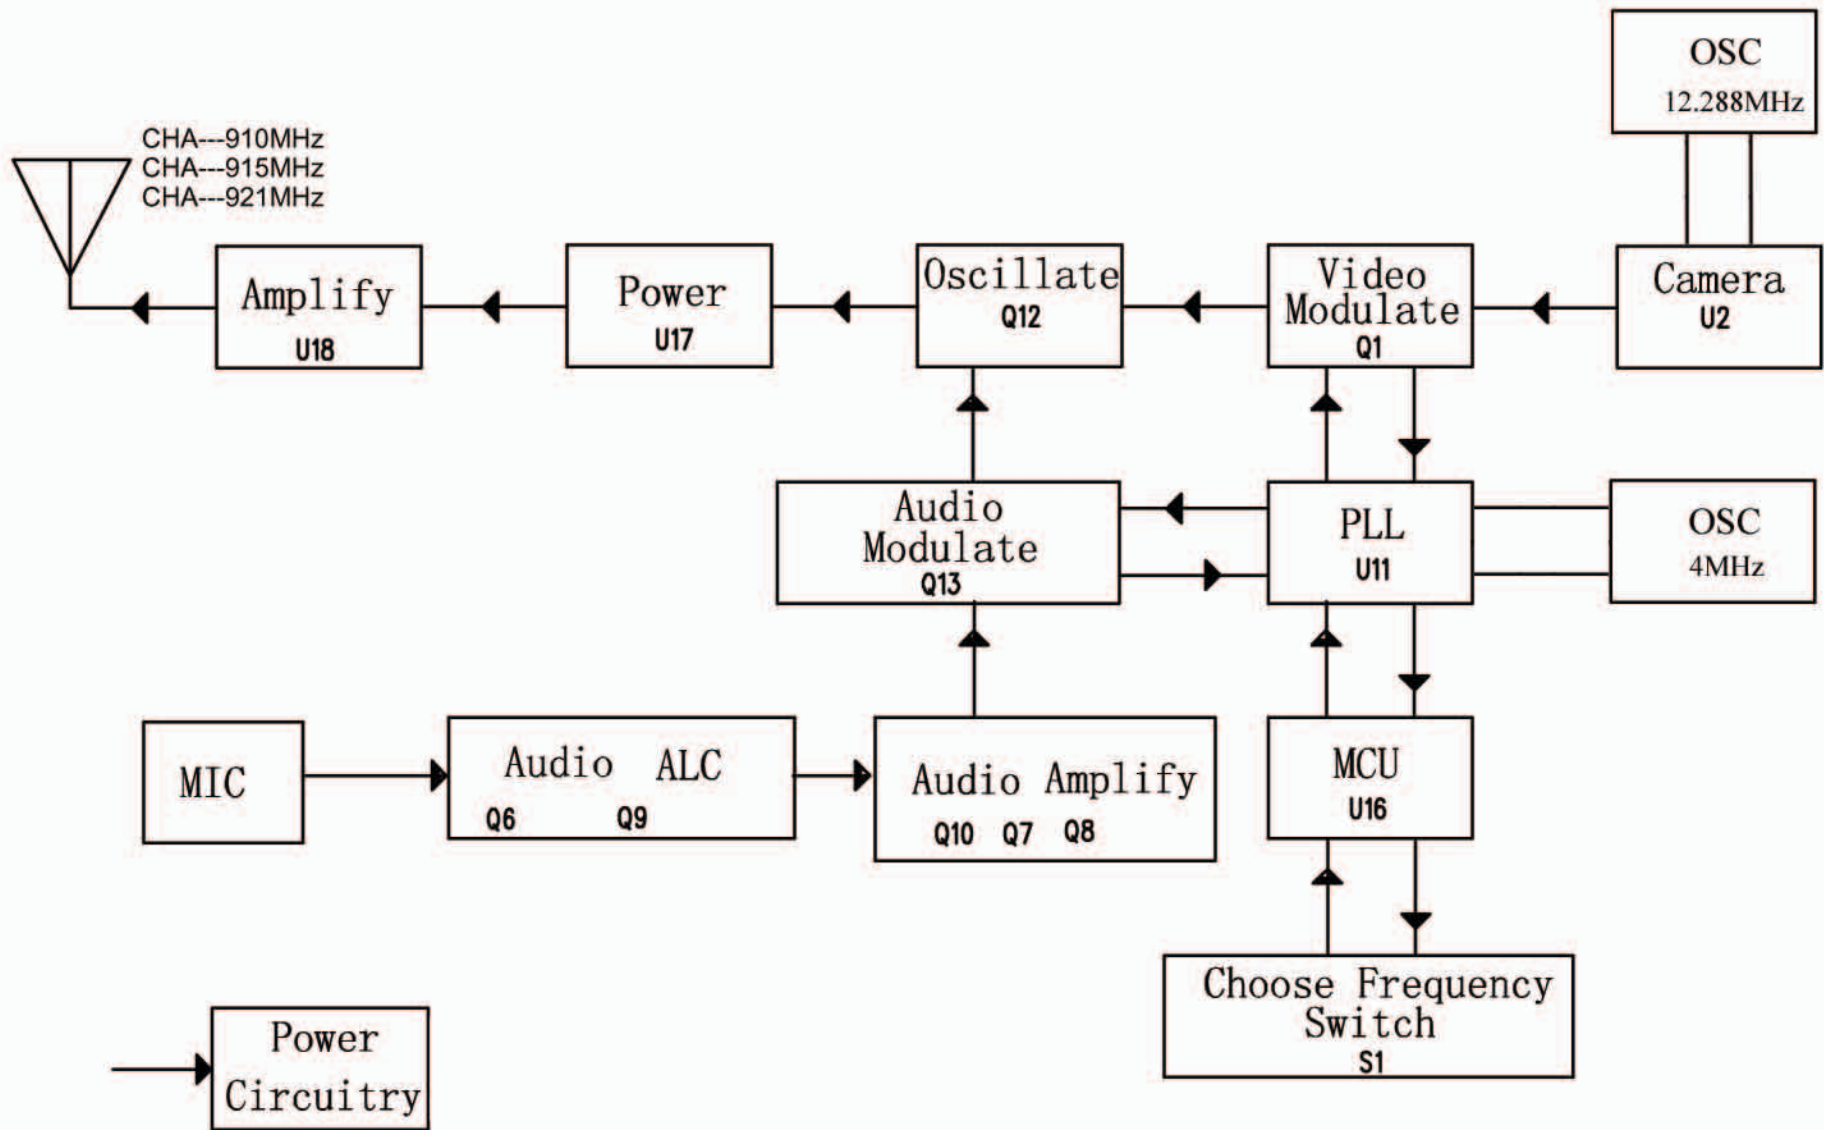 OSC
12.288MHz
CHA---910MHz
CHA---915MHz
CHA---921MHz
Amplify
U18
Power
U17
Oscillate
Q12
Video
Modulate
Q1
Camera
U2
Audio
Modulate
Q13
PLL
U11
OSC
4MHz
MIC
Audio ALC
Q6 Q9
Audio Amplify
Q10 Q7 Q8
MCU
U16
Choose Frequency
Switch
S1
Power
Circuitry